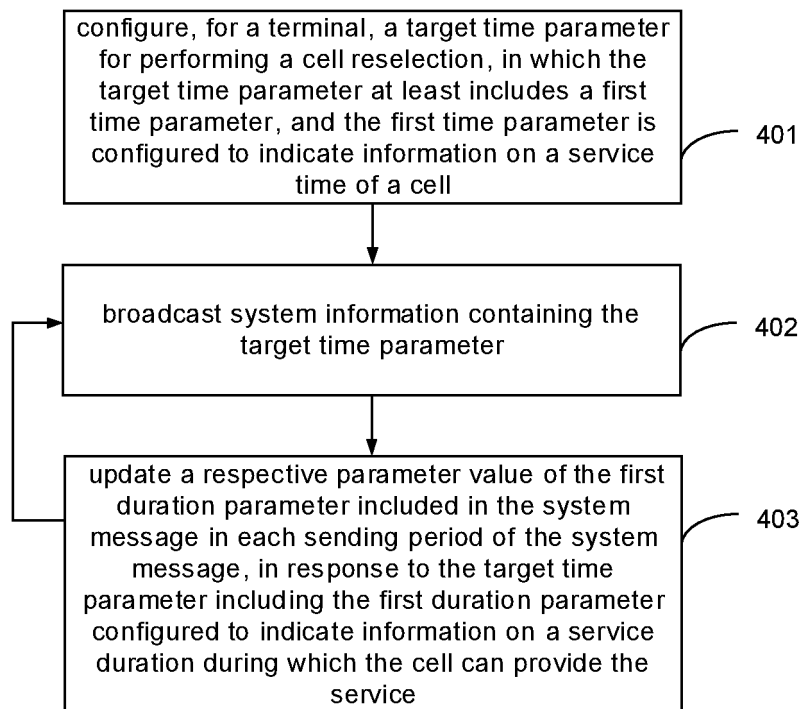 configure, for a terminal, a target time parameter
for performing a cell reselection, in which the
target time parameter at least includes a first
time parameter, and the first time parameter is
configured to indicate information on a service
time of a cell
401
broadcast system information containing the
target time parameter
402
update a respective parameter value of the first
duration parameter included in the system
message in each sending period of the system
message, in response to the target time
parameter including the first duration parameter
configured to indicate information on a service
duration during which the cell can provide the
service
403